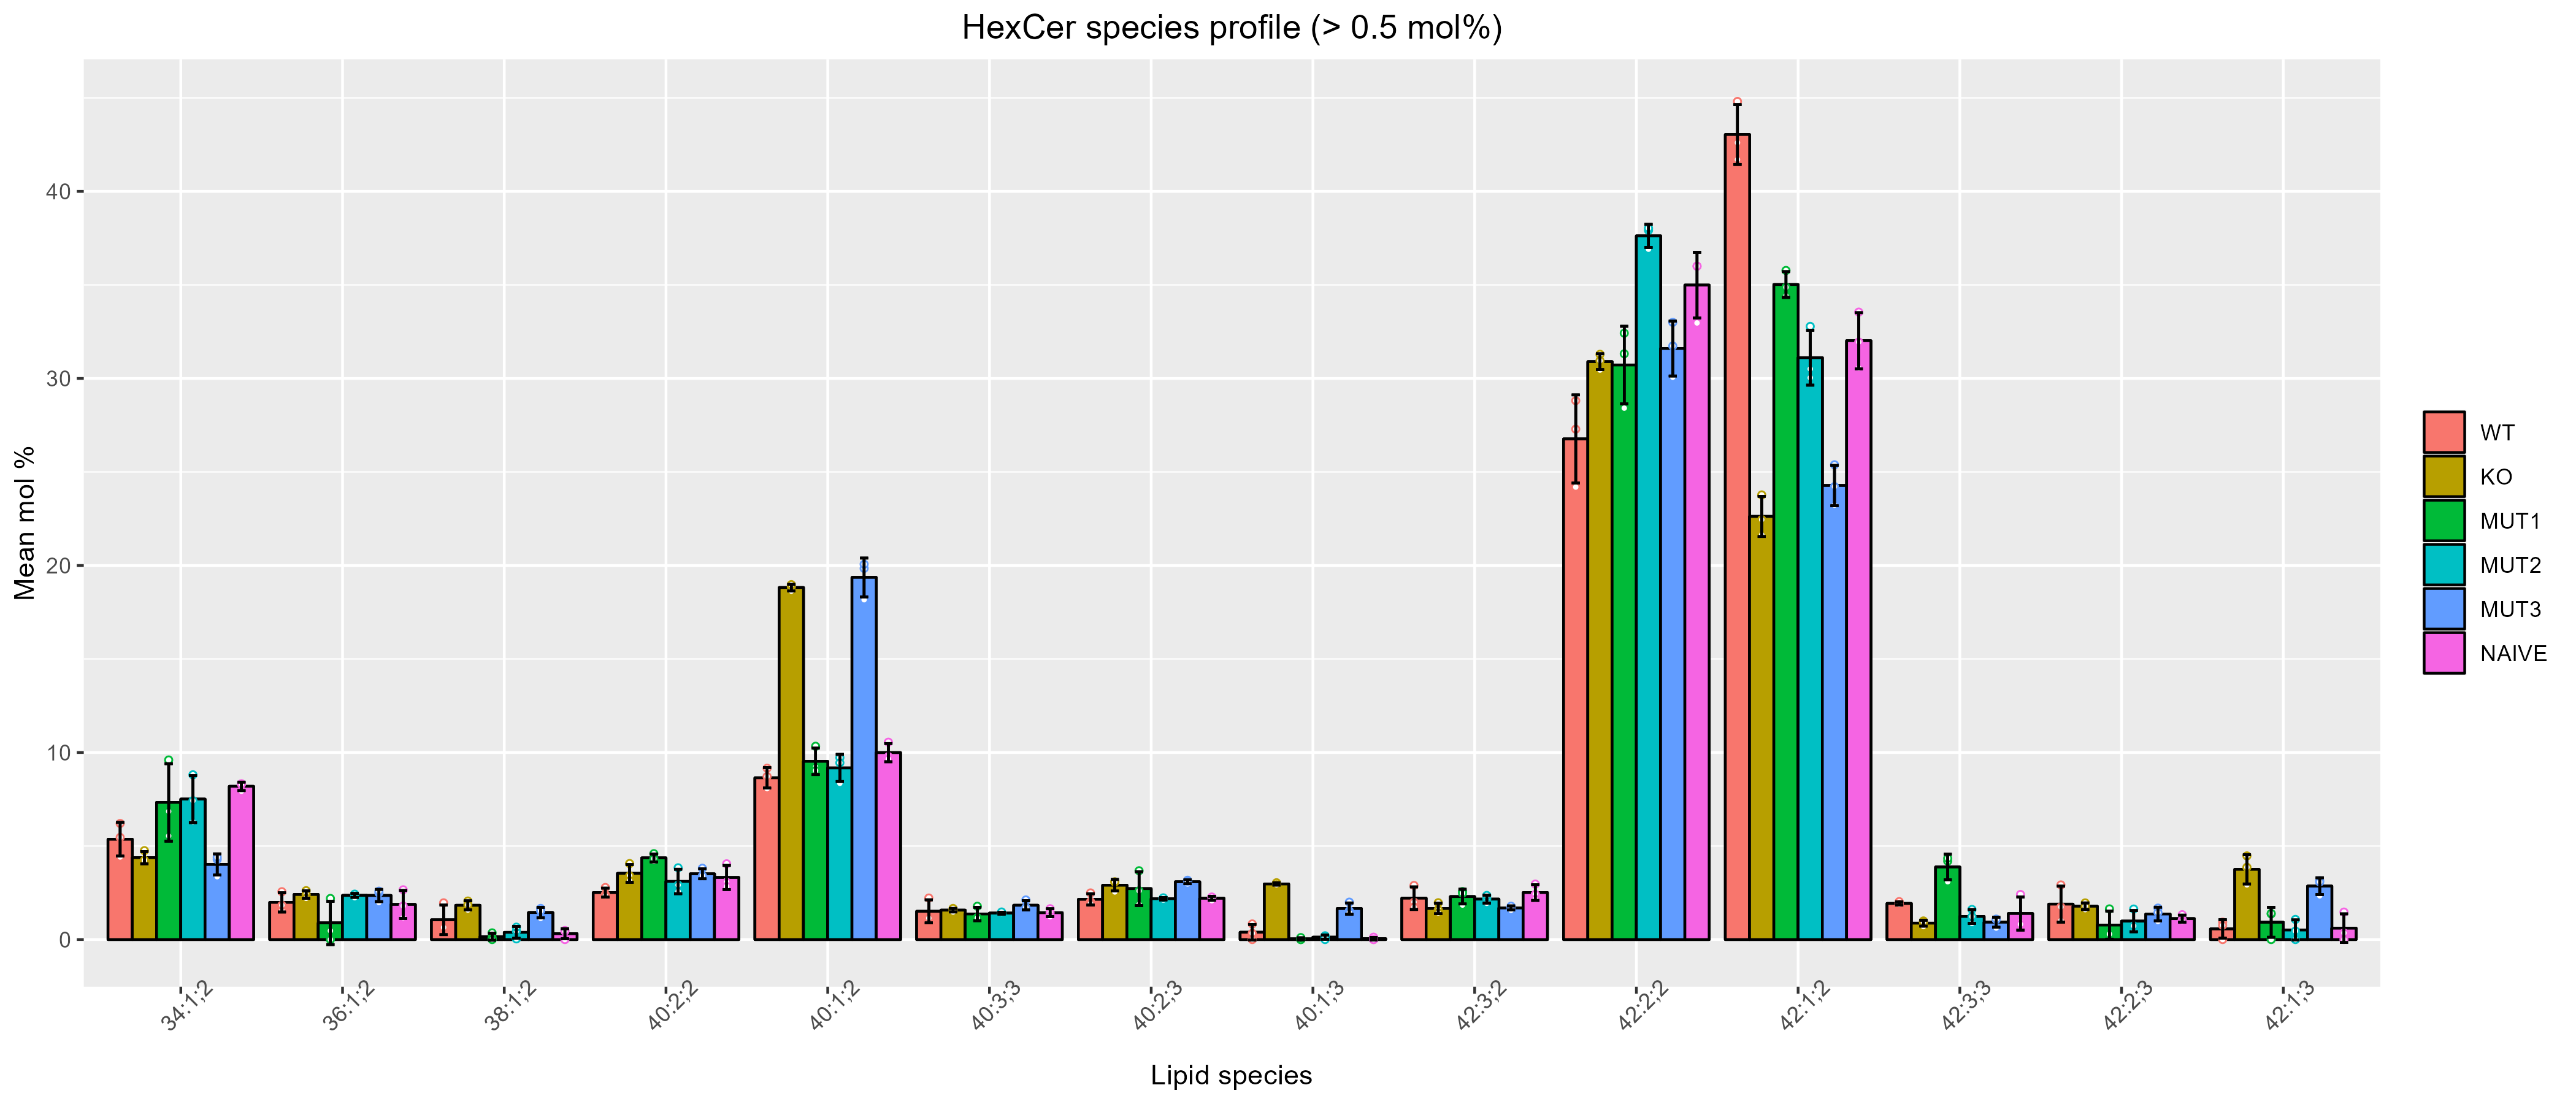 HexCer species profile (> 0.5 mol%)
Mean mol %
40
30
20
10
0
34:1;2
36:1;2
38:1;2
40:2;2
40:1;2
40:3;3
40:2;3
40:1;3
42:3;2
42:2;2
42:1;2
42:3;3
42:2;3
42:1;3
Lipid species
WT
KO
MUT1
MUT2
MUT3
NAIVE